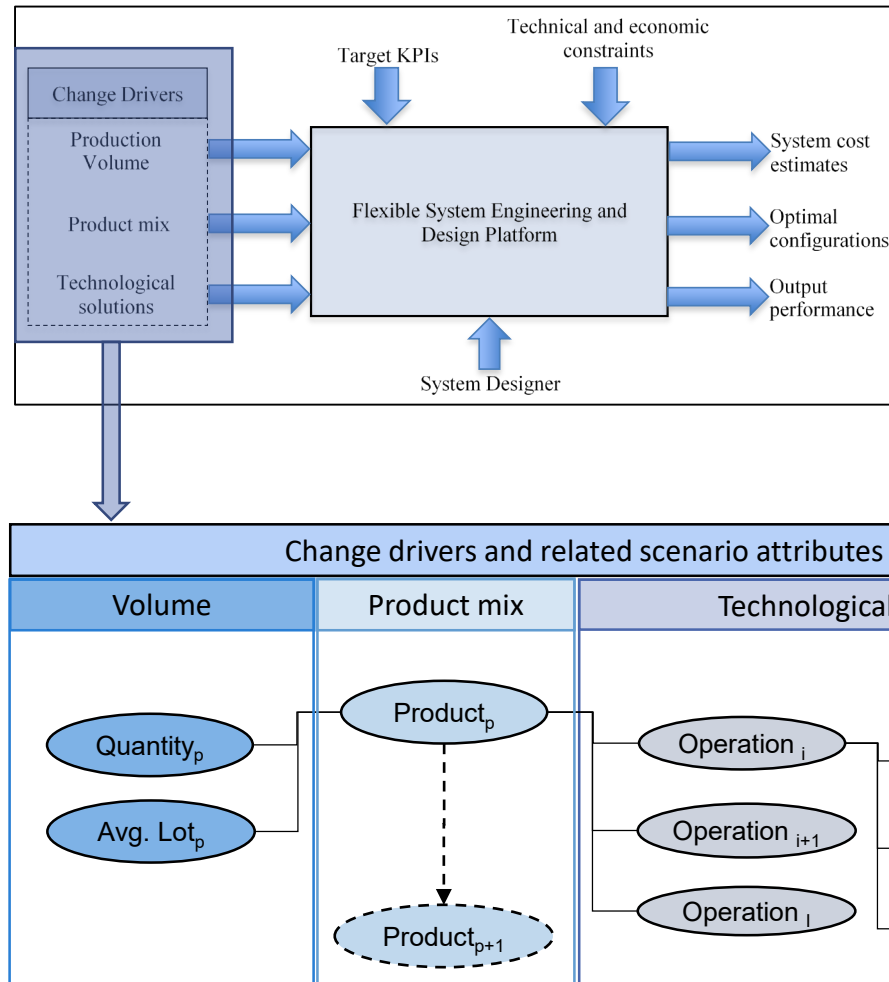 Target KPIs
Technical and economic
constraints
Change Drivers
Production
Volume
Product mix
Technological
solutions
Flexible System Engineering and
Design Platform
System cost
estimates
Optimal
configurations
Output
performance
System Designer
Change drivers and related scenario attributes
Volume
Product mix
Technological
Quantityp
Avg. Lotp
Productp
Productp+1
Operation i
Operation i+1
Operation I